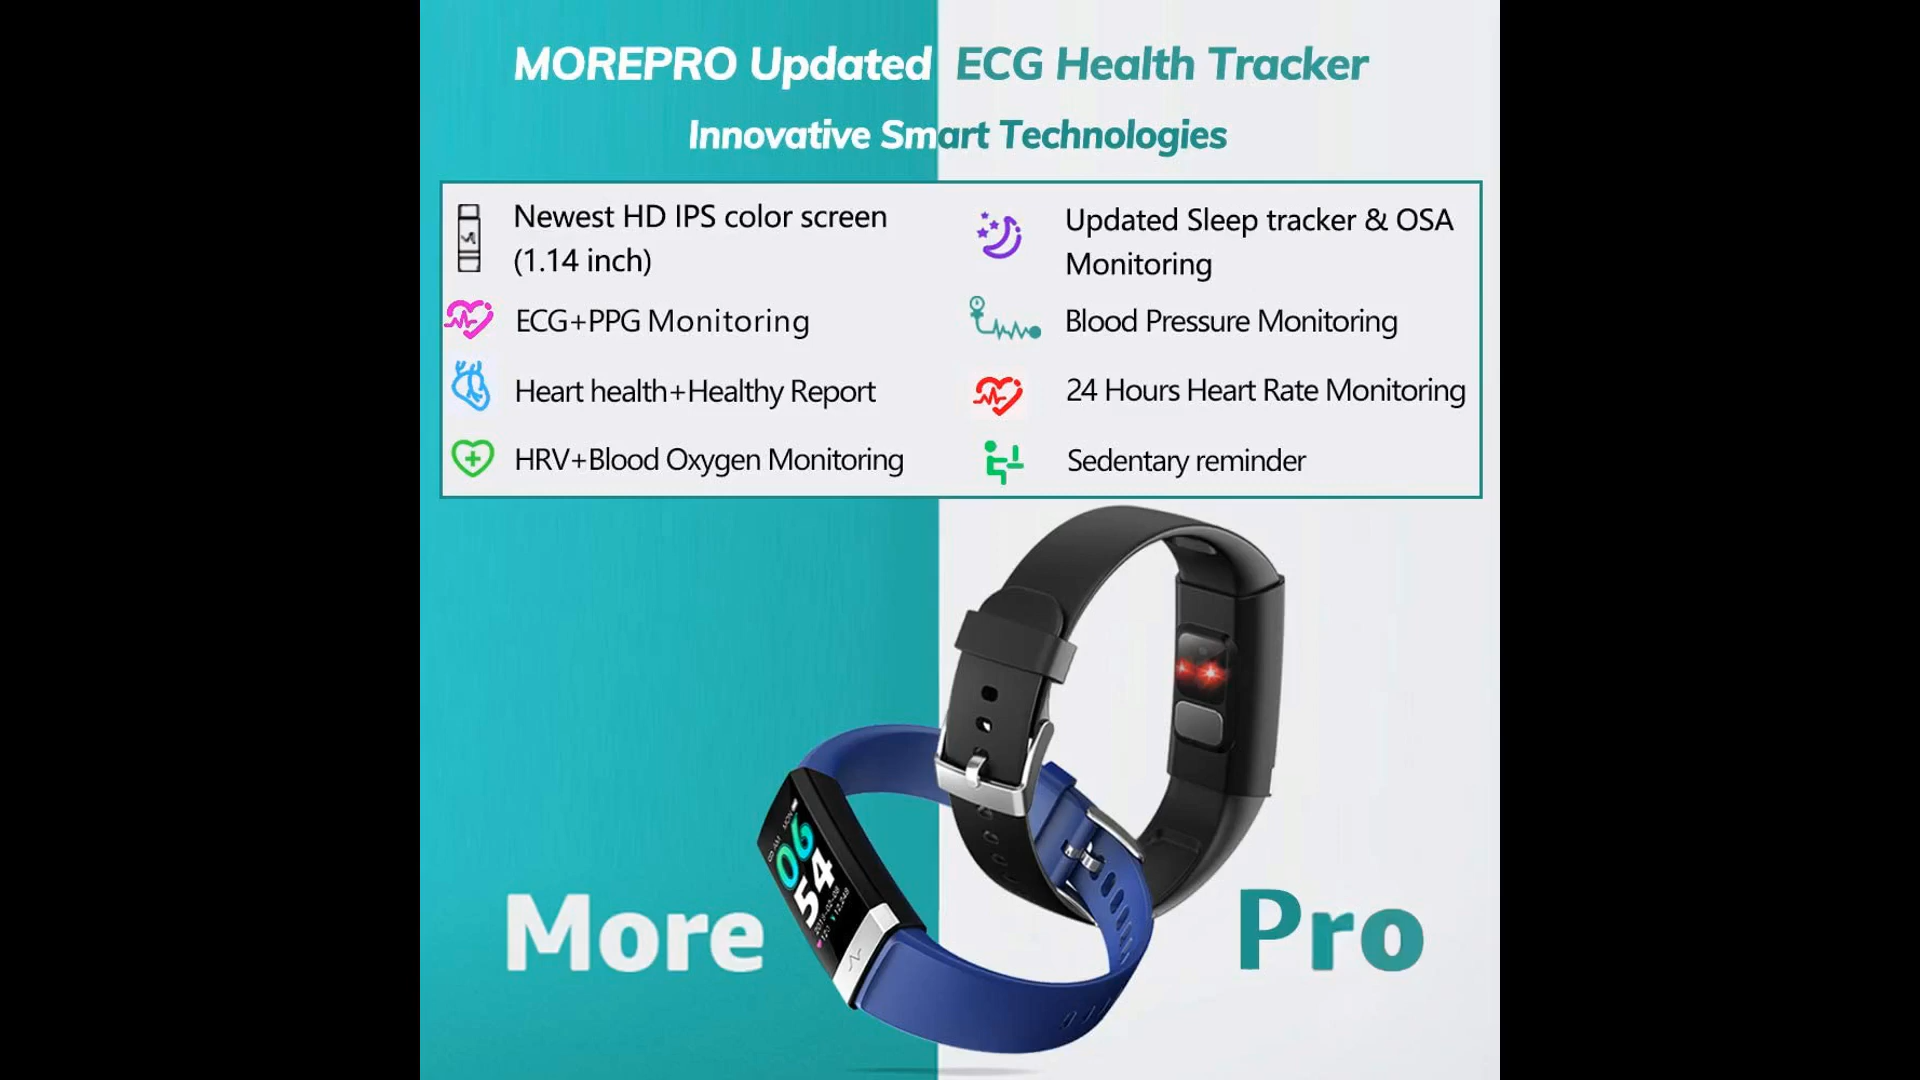 MOREPRO Updated ECG Health Tracker
Innovative Smart Technologies
Newest HD IPS color screen
(1.14 inch)
Updated Sleep tracker & OSA
Monitoring
ECG+PPG Monitoring
Blood Pressure Monitoring
Heart health+Healthy Report
24 Hours Heart Rate Monitoring
HRV+Blood Oxygen Monitoring
Sedentary reminder
More
Pro
AM MON
06
54